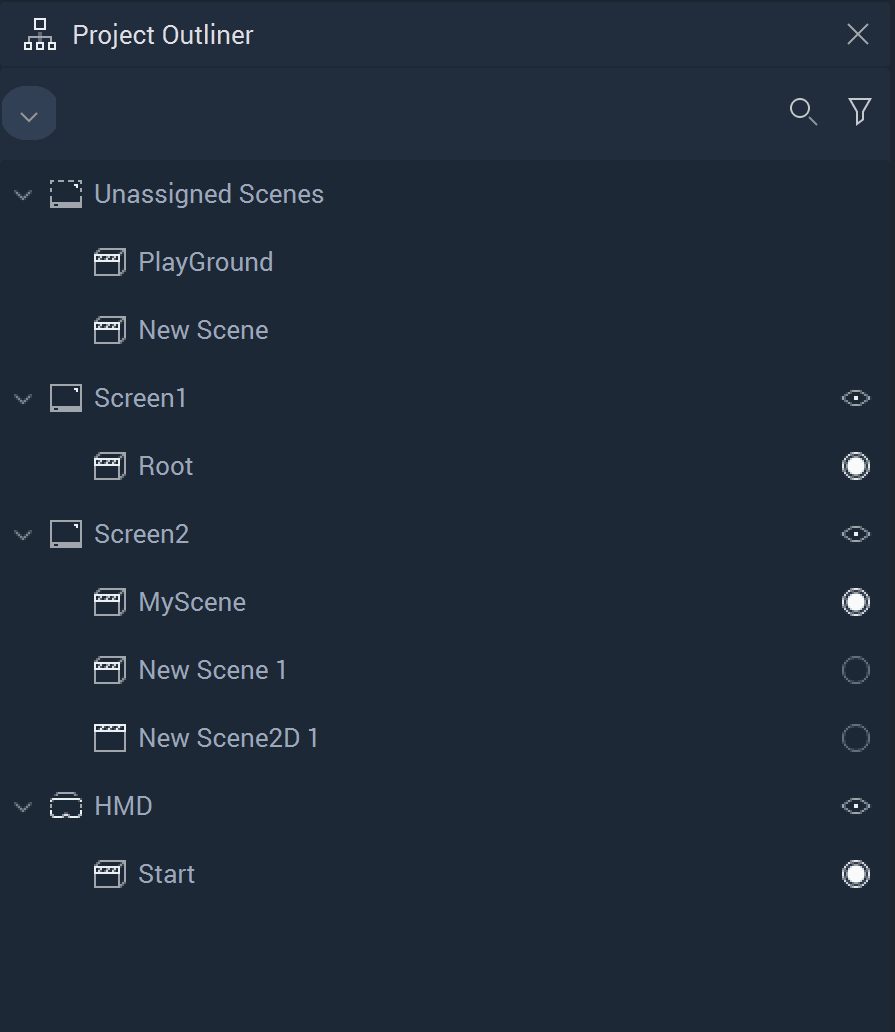 Project Outliner
Unassigned Scenes
PlayGround
New Scene
Screen1
Root
Screen2
MyScene
New Scene 1
New Scene2D 1
HMD
Start